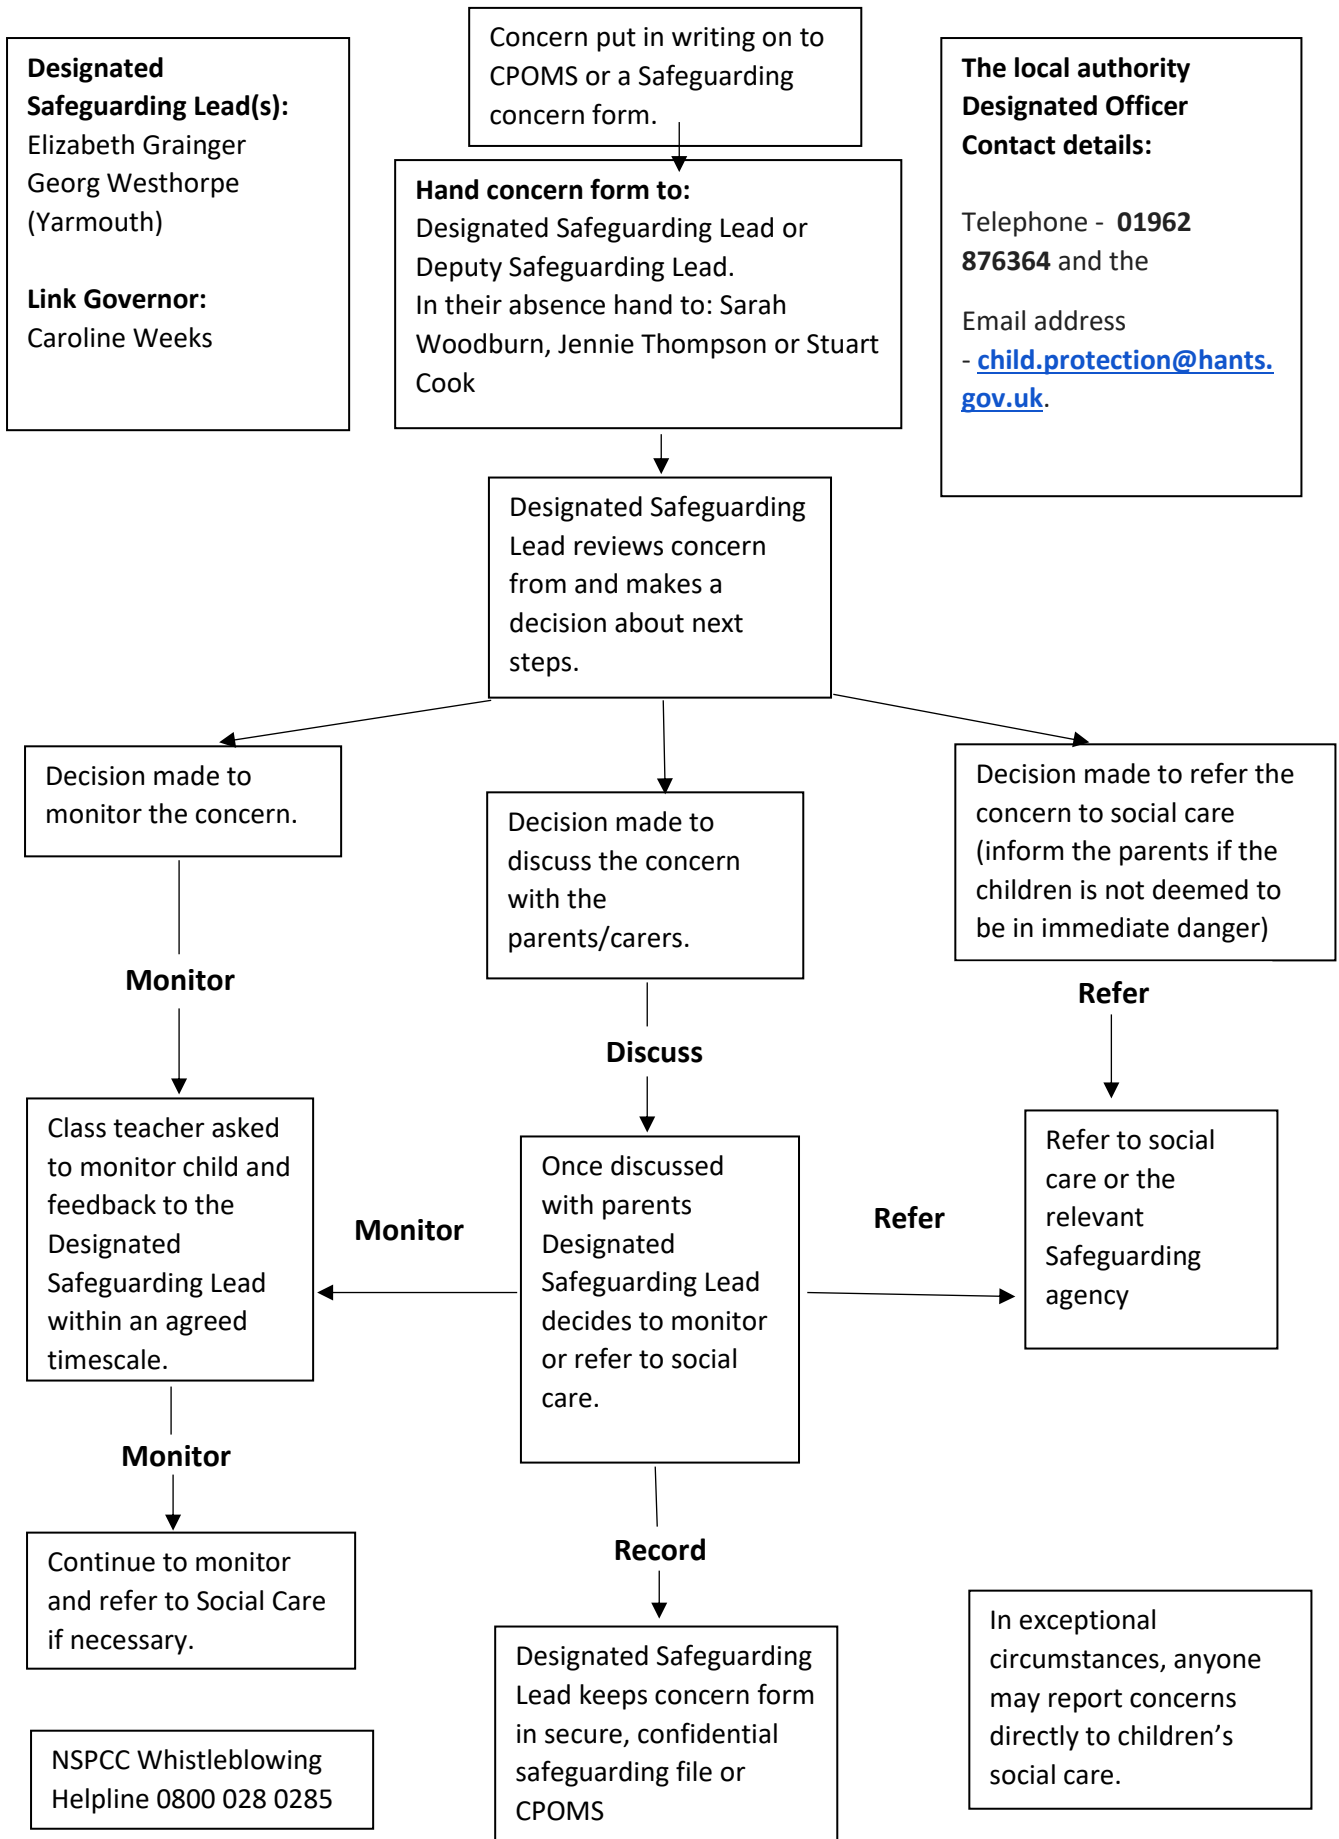 Designated
Safeguarding Lead(s):
Elizabeth Grainger
Georg Westhorpe
(Yarmouth)
Link Governor:
Caroline Weeks
Concern put in writing on to
CPOMS or a Safeguarding
concern form.
The local authority
Designated Officer
Contact details:
Telephone - 01962
876364 and the
Email address
- child.protection@hants.
gov.uk.
Hand concern form to:
Designated Safeguarding Lead or
Deputy Safeguarding Lead.
In their absence hand to: Sarah
Woodburn, Jennie Thompson or Stuart
Cook
Designated Safeguarding
Lead reviews concern
from and makes a
decision about next
steps.
Decision made to
monitor the concern.
Decision made to
discuss the concern
with the
parents/carers.
Decision made to refer the
concern to social care
(inform the parents if the
children is not deemed to
be in immediate danger)
Monitor
Discuss
Refer
Class teacher asked
to monitor child and
feedback to the
Designated
Safeguarding Lead
within an agreed
timescale.
Monitor
Once discussed
with parents
Designated
Safeguarding Lead
decides to monitor
or refer to social
care.
Refer
Refer to social
care or the
relevant
Safeguarding
agency
Monitor
Record
Continue to monitor
and refer to Social Care
if necessary.
Designated Safeguarding
Lead keeps concern form
in secure, confidential
safeguarding file or
CPOMS
In exceptional
circumstances, anyone
may report concerns
directly to children’s
social care.
NSPCC Whistleblowing
Helpline 0800 028 0285